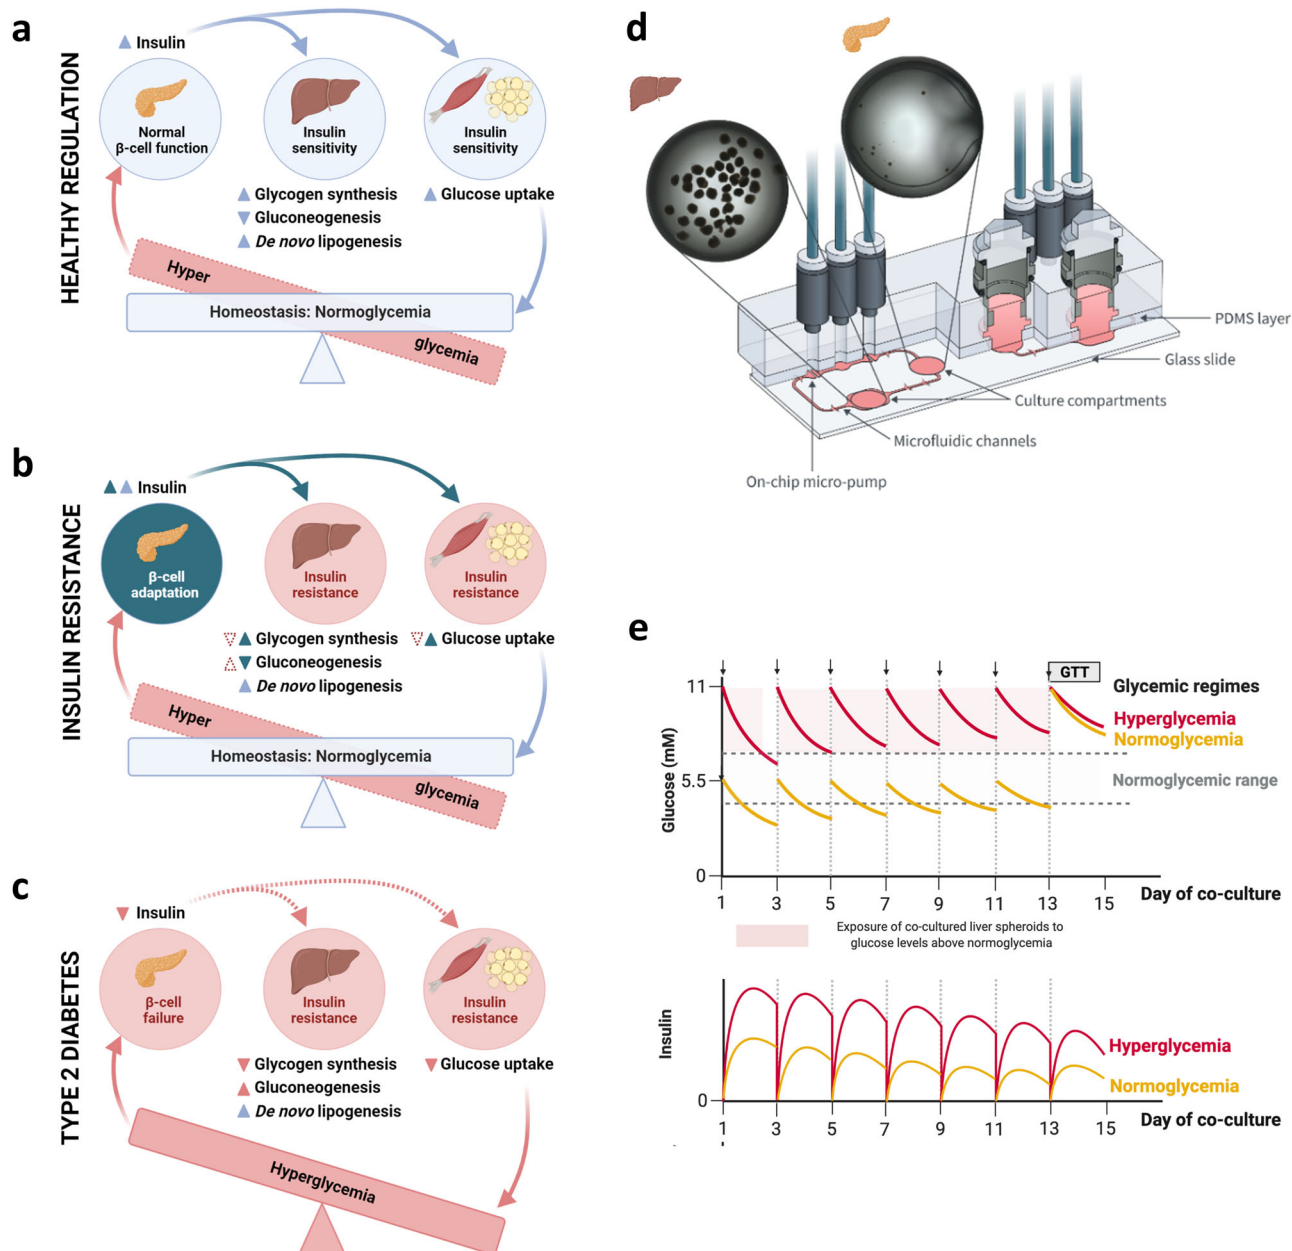 a
HEALTHY REGULATION
Insulin
Normal
β-cell function
Insulin
sensitivity
Insulin
sensitivity
Glycogen synthesis
Gluconeogenesis
De novo lipogenesis
Glucose uptake
Hyper
Homeostasis: Normoglycemia
glycemia
b
INSULIN RESISTANCE
Insulin
β-cell
adaptation
Insulin
resistance
Insulin
resistance
Glycogen synthesis
Gluconeogenesis
De novo lipogenesis
Glucose uptake
Hyper
Homeostasis: Normoglycemia
glycemia
c
TYPE 2 DIABETES
Insulin
β-cell
failure
Insulin
resistance
Insulin
resistance
Glycogen synthesis
Gluconeogenesis
De novo lipogenesis
Glucose uptake
Hyperglycemia
d
PDMS layer
Glass slide
Culture compartments
Microfluidic channels
On-chip micro-pump
e
GTT
Glycemic regimes
Hyperglycemia
Normoglycemia
Normoglycemic range
Glucose (mM)
11
5.5
0
1 3 5 7 9 11 13 15
Day of co-culture
Exposure of co-cultured liver spheroids to
glucose levels above normoglycemia
Insulin
Hyperglycemia
Normoglycemia
0
1 3 5 7 9 11 13 15
Day of co-culture